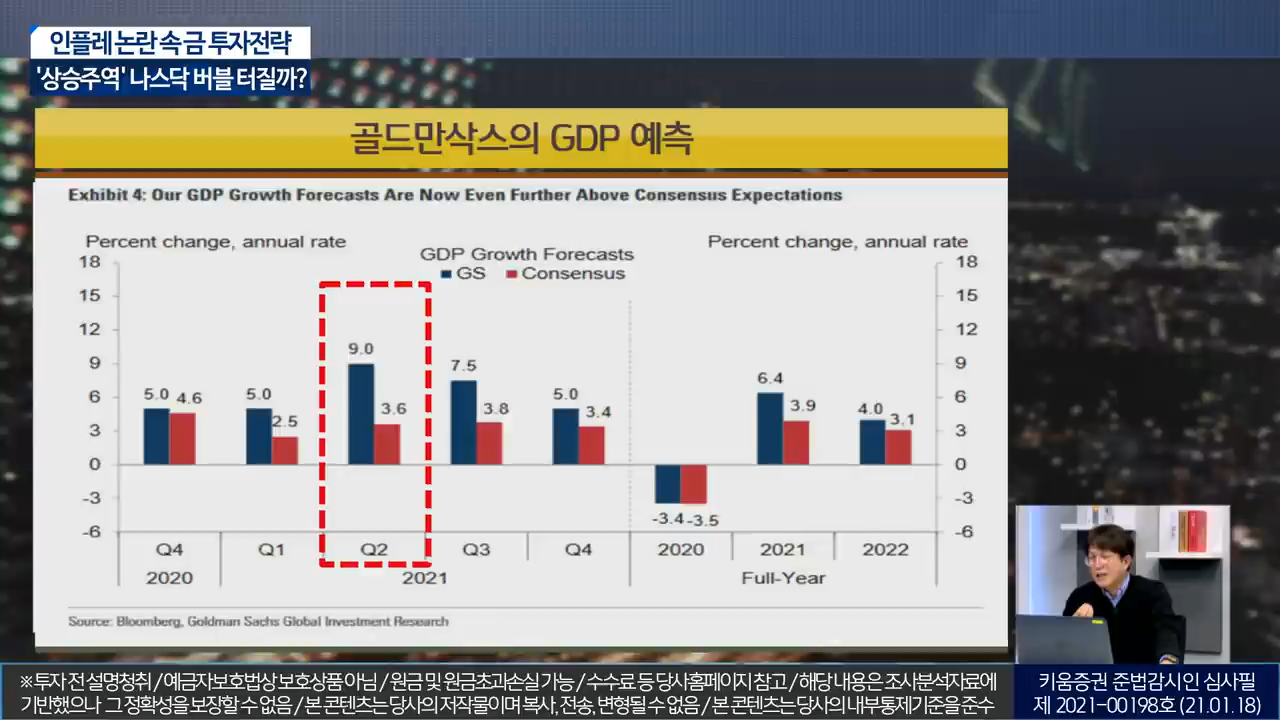 인플레 논란 속 금 투자전략
'상승주역' 나스닥 버블 터질까?
골드만삭스의 GDP 예측
Exhibit 4: Our GDP Growth Forecasts Are Now Even Further Above Consensus Expectations
Percent change, annual rate
Percent change, annual rate
GDP Growth Forecasts
GS Consensus
18 18
15 15
12 12
9 9
6 6
3 3
0 0
-3 -3
-6 -6
5.0 4.6 5.0 2.5 9.0 3.6 7.5 3.8 5.0 3.4 -3.4 -3.5 6.4 3.9 4.0 3.1
Q4 Q1 Q2 Q3 Q4 2020 2021 2022
2020 2021 Full-Year
Source: Bloomberg, Goldman Sachs Global Investment Research
※ 투자 전 설명청취 / 예금자보호법상 보호상품 아님 / 원금 및 원금초과손실 가능 / 수수료 등 당사홈페이지 참고 / 해당 내용은 조사분석자료에
기반했으나 그 정확성을 보장할 수 없음 / 본 콘텐츠는 당사의 저작물이며 복사, 전송, 변형될 수 없음 / 본 콘텐츠는 당사의 내부통제기준을 준수
키움증권 준법감시인 심사필
제 2021-00198호 (21.01.18)